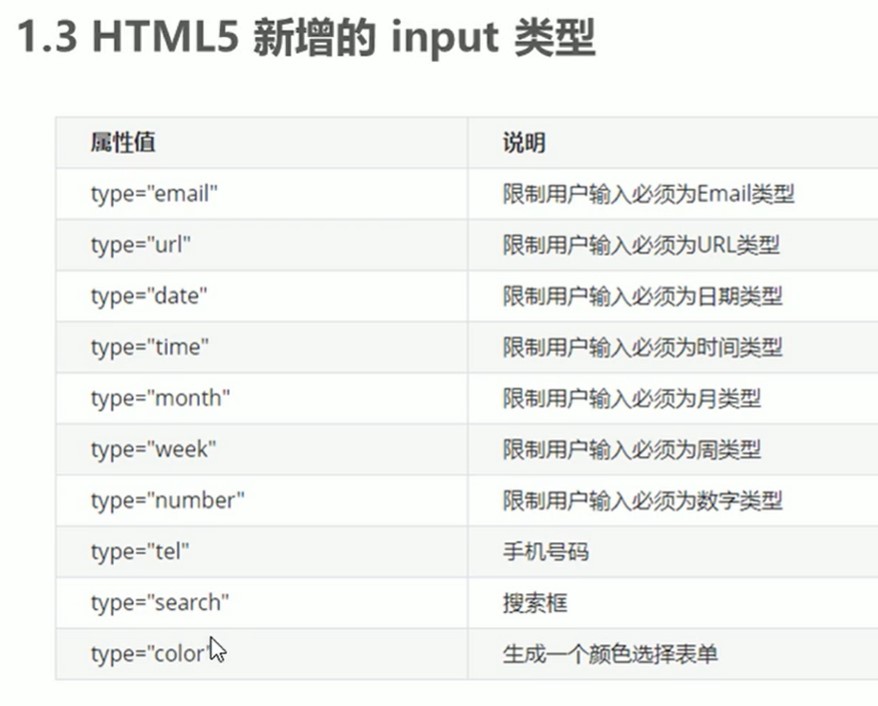 1.3 HTML5 新增的 input 类型
属性值 说明
type="email" 限制用户输入必须为Email类型
type="url" 限制用户输入必须为URL类型
type="date" 限制用户输入必须为日期类型
type="time" 限制用户输入必须为时间类型
type="month" 限制用户输入必须为月类型
type="week" 限制用户输入必须为周类型
type="number" 限制用户输入必须为数字类型
type="tel" 手机号码
type="search" 搜索框
type="color" 生成一个颜色选择表单